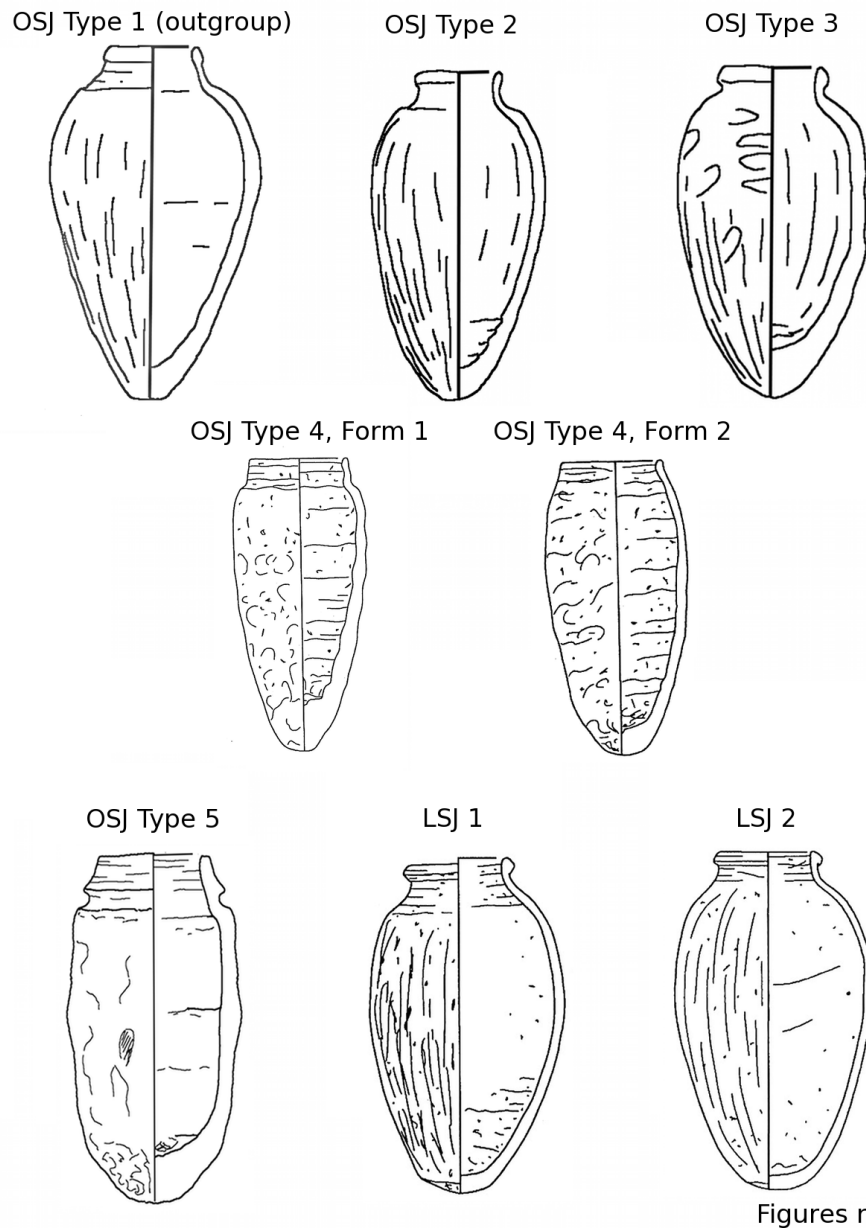 OSJ Type 1 (outgroup)
OSJ Type 2
OSJ Type 3
OSJ Type 4, Form 1
OSJ Type 4, Form 2
OSJ Type 5
LSJ 1
LSJ 2
Figures